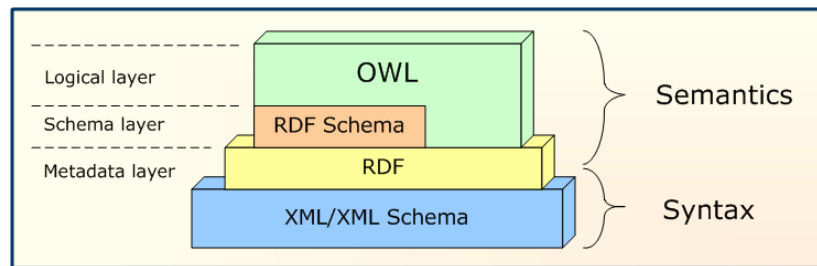 Logical layer
OWL
Semantics
Schema layer
RDF Schema
Metadata layer
RDF
Syntax
XML/XML Schema